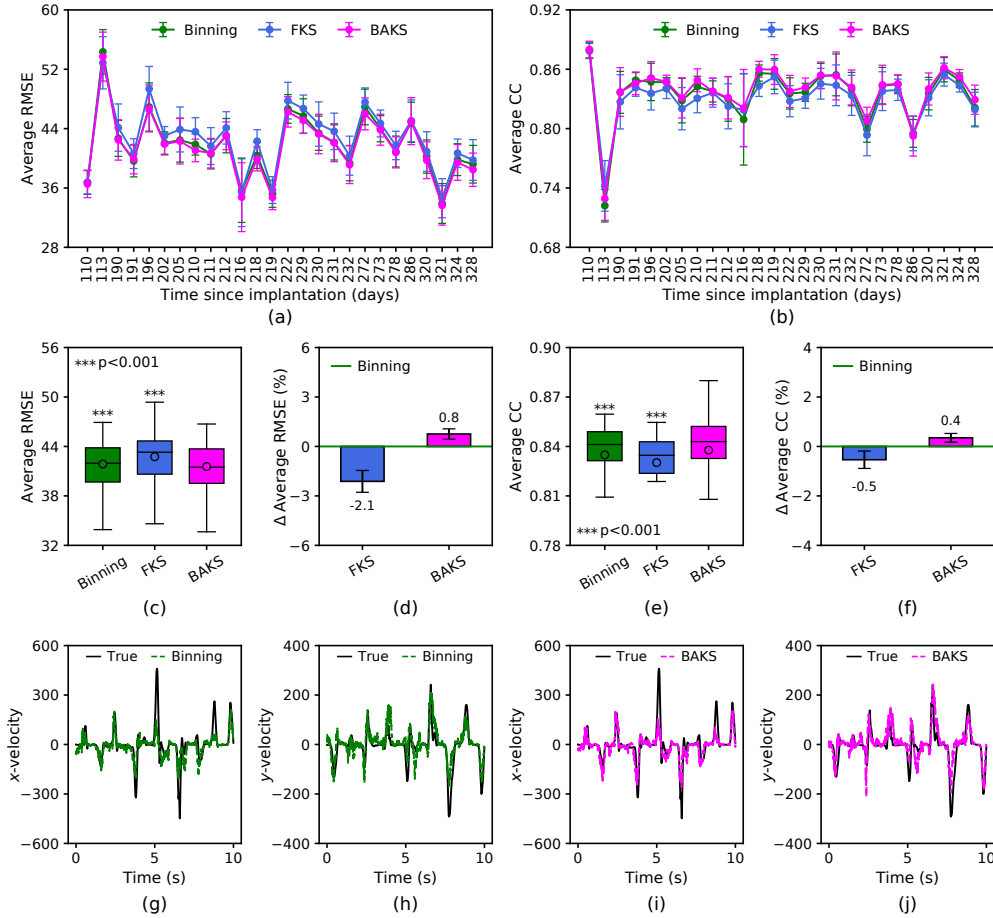 60
52
44
36
28
Average RMSE
Binning
FKS
BAKS
110
113
190
191
196
202
205
210
211
212
216
218
219
222
229
230
231
232
272
273
278
286
320
321
324
328
Time since implantation (days)
(a)
0.92
0.86
0.80
0.74
0.68
Average CC
Binning
FKS
BAKS
110
113
190
191
196
202
205
210
211
212
216
218
219
222
229
230
231
232
272
273
278
286
320
321
324
328
Time since implantation (days)
(b)
56
50
44
38
32
Average RMSE
***p<0.001
***
***
Binning
FKS
BAKS
(c)
6
3
0
−3
−6
Δ Average RMSE (%)
Binning
-2.1
0.8
FKS
BAKS
(d)
0.90
0.87
0.84
0.81
0.78
Average CC
***
***
***p<0.001
Binning
FKS
BAKS
(e)
4
2
0
−2
−4
Δ Average CC (%)
Binning
-0.5
0.4
FKS
BAKS
(f)
600
300
0
−300
−600
x-velocity
True
Binning
0
5
10
Time (s)
(g)
400
200
0
−200
−400
y-velocity
True
Binning
0
5
10
Time (s)
(h)
600
300
0
−300
−600
x-velocity
True
BAKS
0
5
10
Time (s)
(i)
400
200
0
−200
−400
y-velocity
True
BAKS
0
5
10
Time (s)
(j)